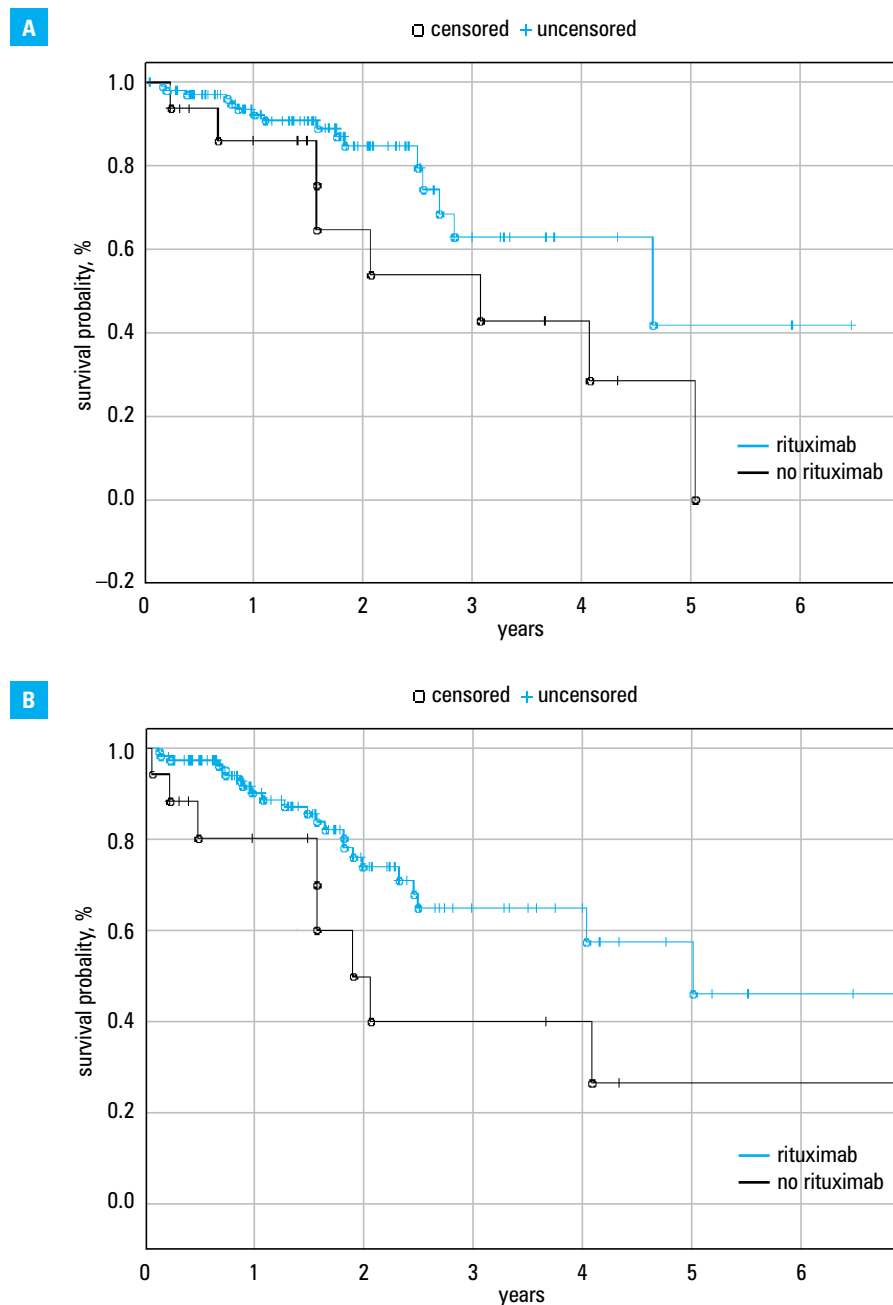 A
censored uncensored
1.0
0.8
0.6
0.4
0.2
0.0
–0.2
survival probality, %
rituximab
no rituximab
0 1 2 3 4 5 6
years
B
censored uncensored
1.0
0.8
0.6
0.4
0.2
0.0
survival probality, %
rituximab
no rituximab
0 1 2 3 4 5 6
years